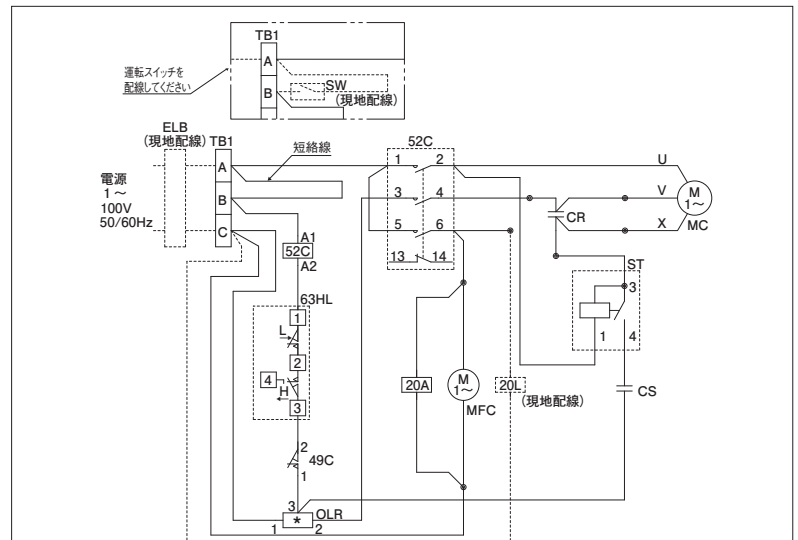 TB1
A
運転スイッチを
配線してください
B
SW
(現地配線)
ELB
(現地配線)
TB1
短絡線
52C
A
1
2
U
電源
1～
100V
50/60Hz
B
3
4
V
M
1～
CR
C
5
6
X
MC
A1
52C
13
14
A2
ST
63HL
3
1
L
1
4
2
4
20A
M
1～
20L
CS
H
(現地配線)
3
MFC
2
49C
1
3
*
OLR
1
2